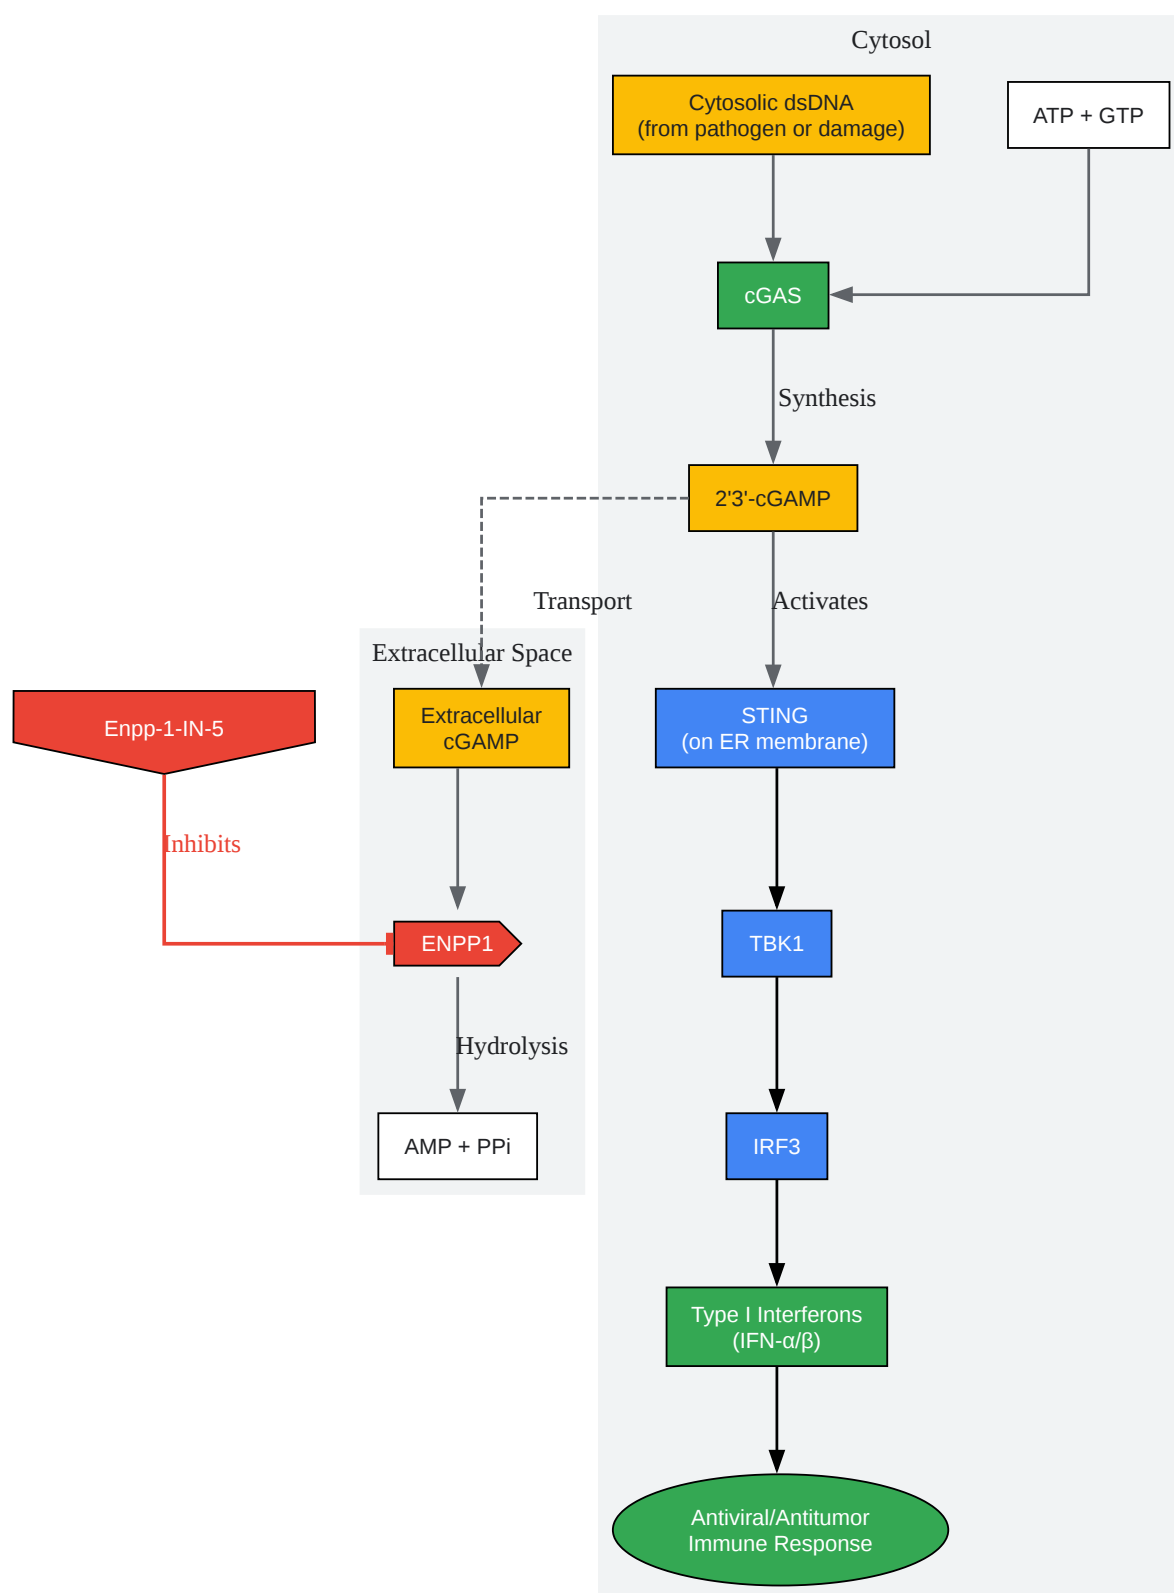 Cytosol
Cytosolic dsDNA
(from pathogen or damage)
ATP + GTP
cGAS
Synthesis
2'3'-cGAMP
Transport
Activates
Extracellular Space
Enpp-1-IN-5
Extracellular
cGAMP
STING
(on ER membrane)
Inhibits
ENPP1
TBK1
Hydrolysis
AMP + PPi
IRF3
Type I Interferons
(IFN-α/β)
Antiviral/Antitumor
Immune Response